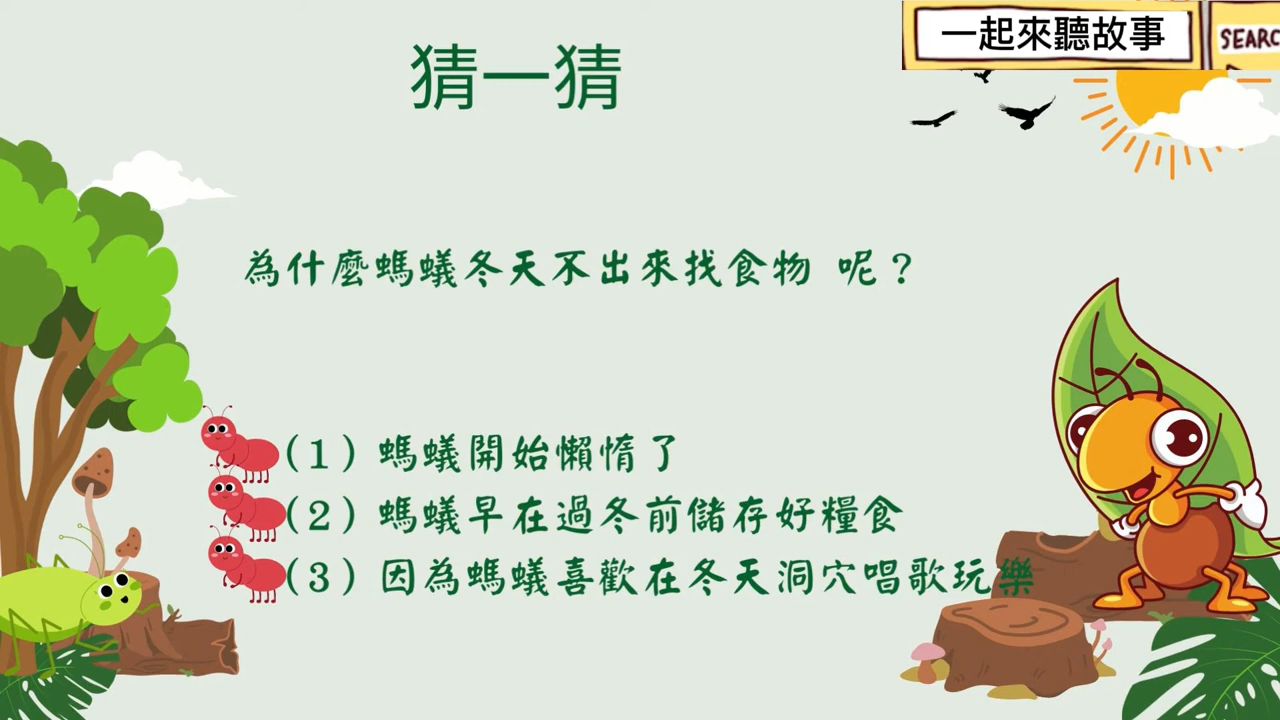 一起來聽故事
SEARC
猜一猜
為什麼螞蟻冬天不出來找食物 呢？
(1) 螞蟻開始懶惰了
(2) 螞蟻早在過冬前儲存好糧食
(3) 因為螞蟻喜歡在冬天洞穴唱歌玩樂